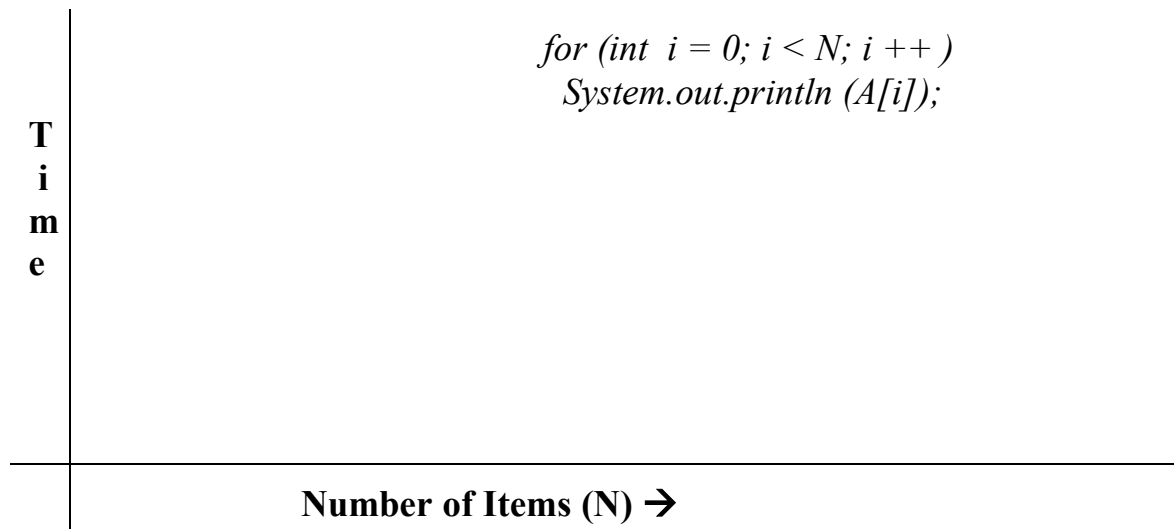 for (int i = 0; i < N; i ++ )
System.out.println (A[i]);
T
i
m
e
Number of Items (N) →